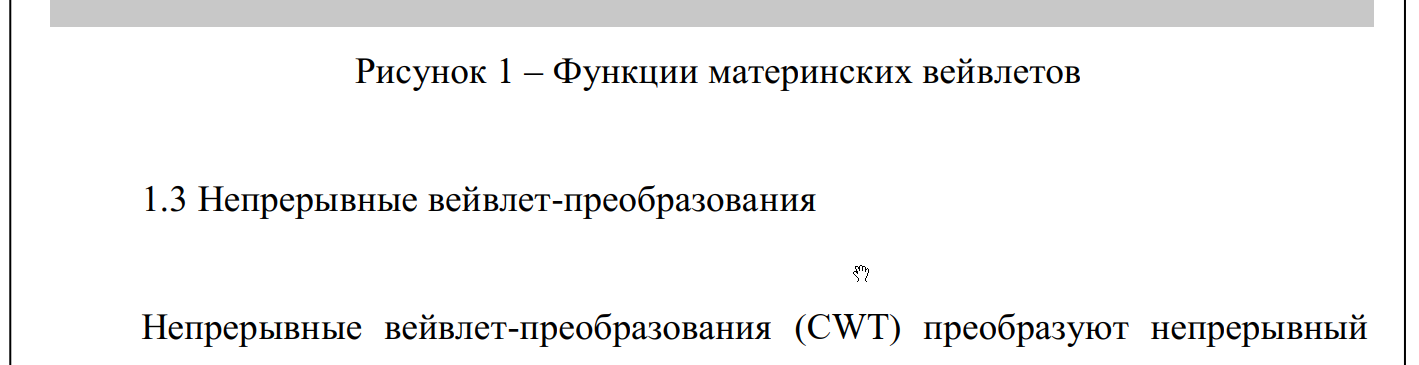 Рисунок 1 – Функции материнских вейвлетов
1.3 Непрерывные вейвлет-преобразования
Непрерывные вейвлет-преобразования (CWT) преобразуют непрерывный